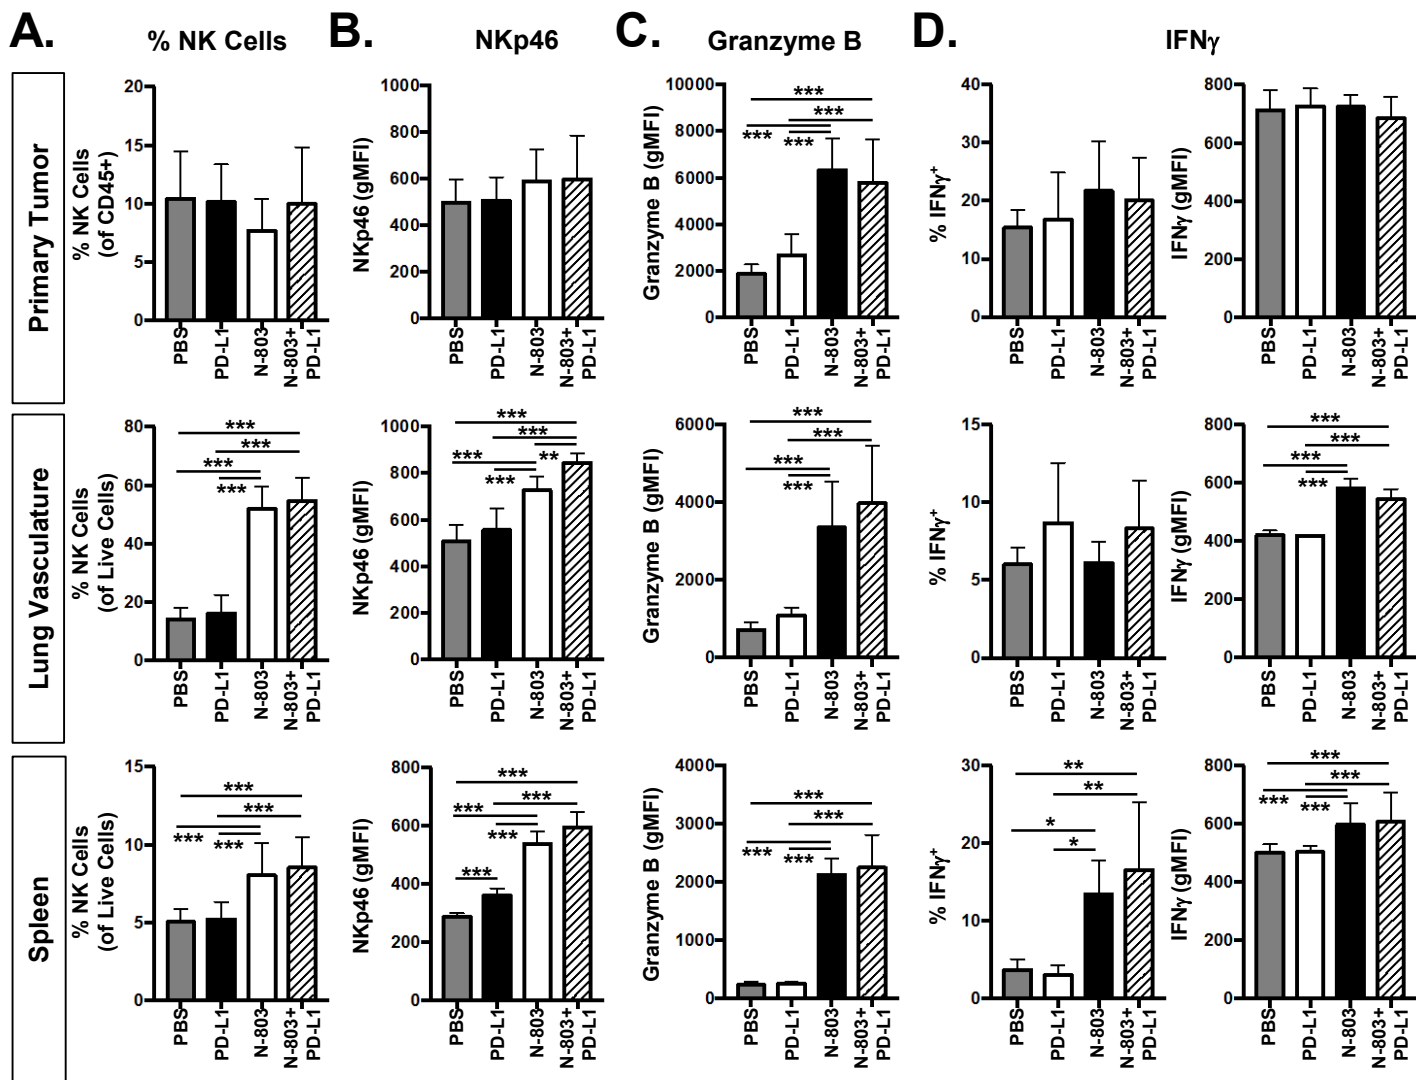 A.
% NK Cells
B.
NKp46
C.
Granzyme B
D.
IFNγ
Primary Tumor
% NK Cells
(of CD45+)
20
15
10
5
0
PBS
PD-L1
N-803
N-803+
PD-L1
NKp46 (gMFI)
1000
800
600
400
200
0
PBS
PD-L1
N-803
N-803+
PD-L1
Granzyme B (gMFI)
10000
8000
6000
4000
2000
0
***
***
***
***
PBS
PD-L1
N-803
N-803+
PD-L1
% IFNγ+
40
30
20
10
0
PBS
PD-L1
N-803
N-803+
PD-L1
IFNγ (gMFI)
800
600
400
200
0
PBS
PD-L1
N-803
N-803+
PD-L1
Lung Vasculature
% NK Cells
(of Live Cells)
80
60
40
20
0
***
***
***
***
PBS
PD-L1
N-803
N-803+
PD-L1
NKp46 (gMFI)
1000
800
600
400
200
0
***
***
***
**
***
PBS
PD-L1
N-803
N-803+
PD-L1
Granzyme B (gMFI)
6000
4000
2000
0
***
***
***
***
PBS
PD-L1
N-803
N-803+
PD-L1
% IFNγ+
15
10
5
0
PBS
PD-L1
N-803
N-803+
PD-L1
IFNγ (gMFI)
800
600
400
200
0
***
***
***
***
PBS
PD-L1
N-803
N-803+
PD-L1
Spleen
% NK Cells
(of Live Cells)
15
10
5
0
***
***
***
***
PBS
PD-L1
N-803
N-803+
PD-L1
NKp46 (gMFI)
800
600
400
200
0
***
***
***
***
***
PBS
PD-L1
N-803
N-803+
PD-L1
Granzyme B (gMFI)
4000
3000
2000
1000
0
***
***
***
***
PBS
PD-L1
N-803
N-803+
PD-L1
% IFNγ+
30
20
10
0
**
**
*
*
PBS
PD-L1
N-803
N-803+
PD-L1
IFNγ (gMFI)
800
600
400
200
0
***
***
***
***
PBS
PD-L1
N-803
N-803+
PD-L1